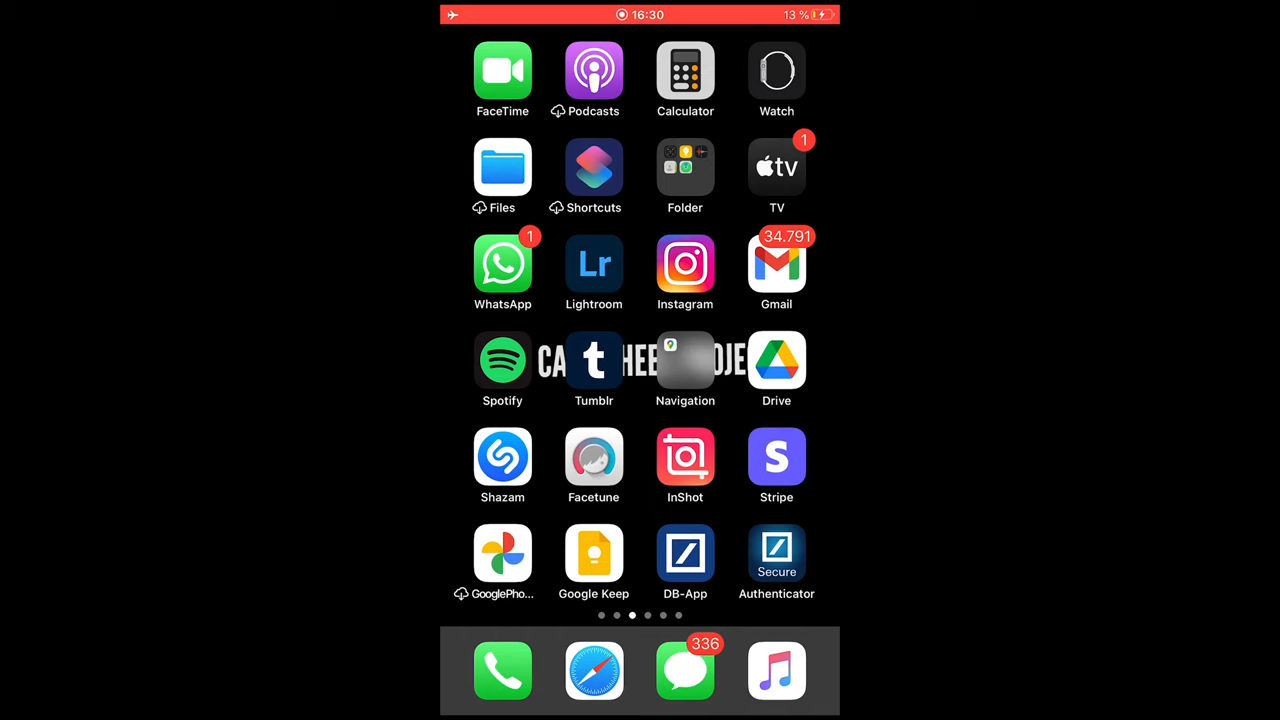 16:30
13 %
FaceTime
Podcasts
Calculator
Watch
1
tv
Files
Shortcuts
Folder
TV
1
34.791
Lr
WhatsApp
Lightroom
Instagram
Gmail
t
Spotify
Tumblr
Navigation
Drive
S
Shazam
Facetune
InShot
Stripe
Secure
GooglePho...
Google Keep
DB-App
Authenticator
336